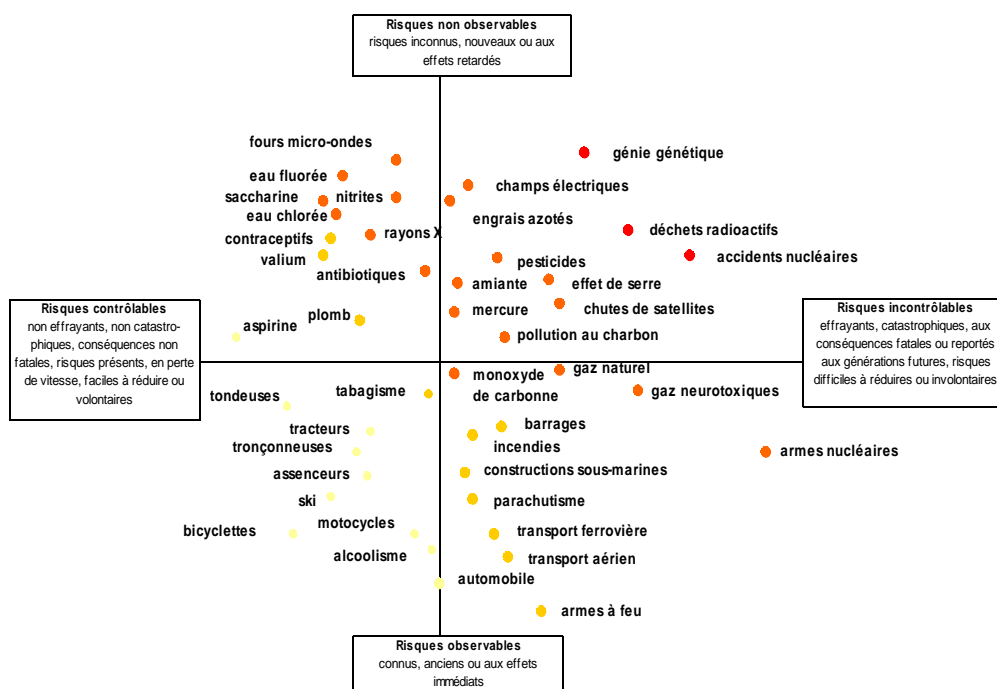 Risques non observables
risques inconnus, nouveaux ou aux
effets retardés
fours micro-ondes
génie génétique
eau fluorée
champs électriques
saccharine
nitrites
eau chlorée
engrais azotés
contraceptifs
rayons X
déchets radioactifs
valium
pesticides
accidents nucléaires
antibiotiques
amiante
effet de serre
Risques contrôlables
non effrayants, non catastro-
phiques, conséquences non
fatales, risques présents, en perte
de vitesse, faciles à réduire ou
volontaires
aspirine
plomb
mercure
chutes de satellites
pollution au charbon
Risques incontrôlables
effrayants, catastrophiques, aux
conséquences fatales ou reportés
aux générations futures, risques
difficiles à réduires ou involontaires
tondeuses
tabagisme
monoxyde
de carbonne
gaz naturel
gaz neurotoxiques
tracteurs
barrages
tronçonneuses
incendies
armes nucléaires
assenceurs
constructions sous-marines
ski
parachutisme
bicyclettes
motocycles
transport ferrovière
alcoolisme
transport aérien
automobile
armes à feu
Risques observables
connus, anciens ou aux effets
immédiats